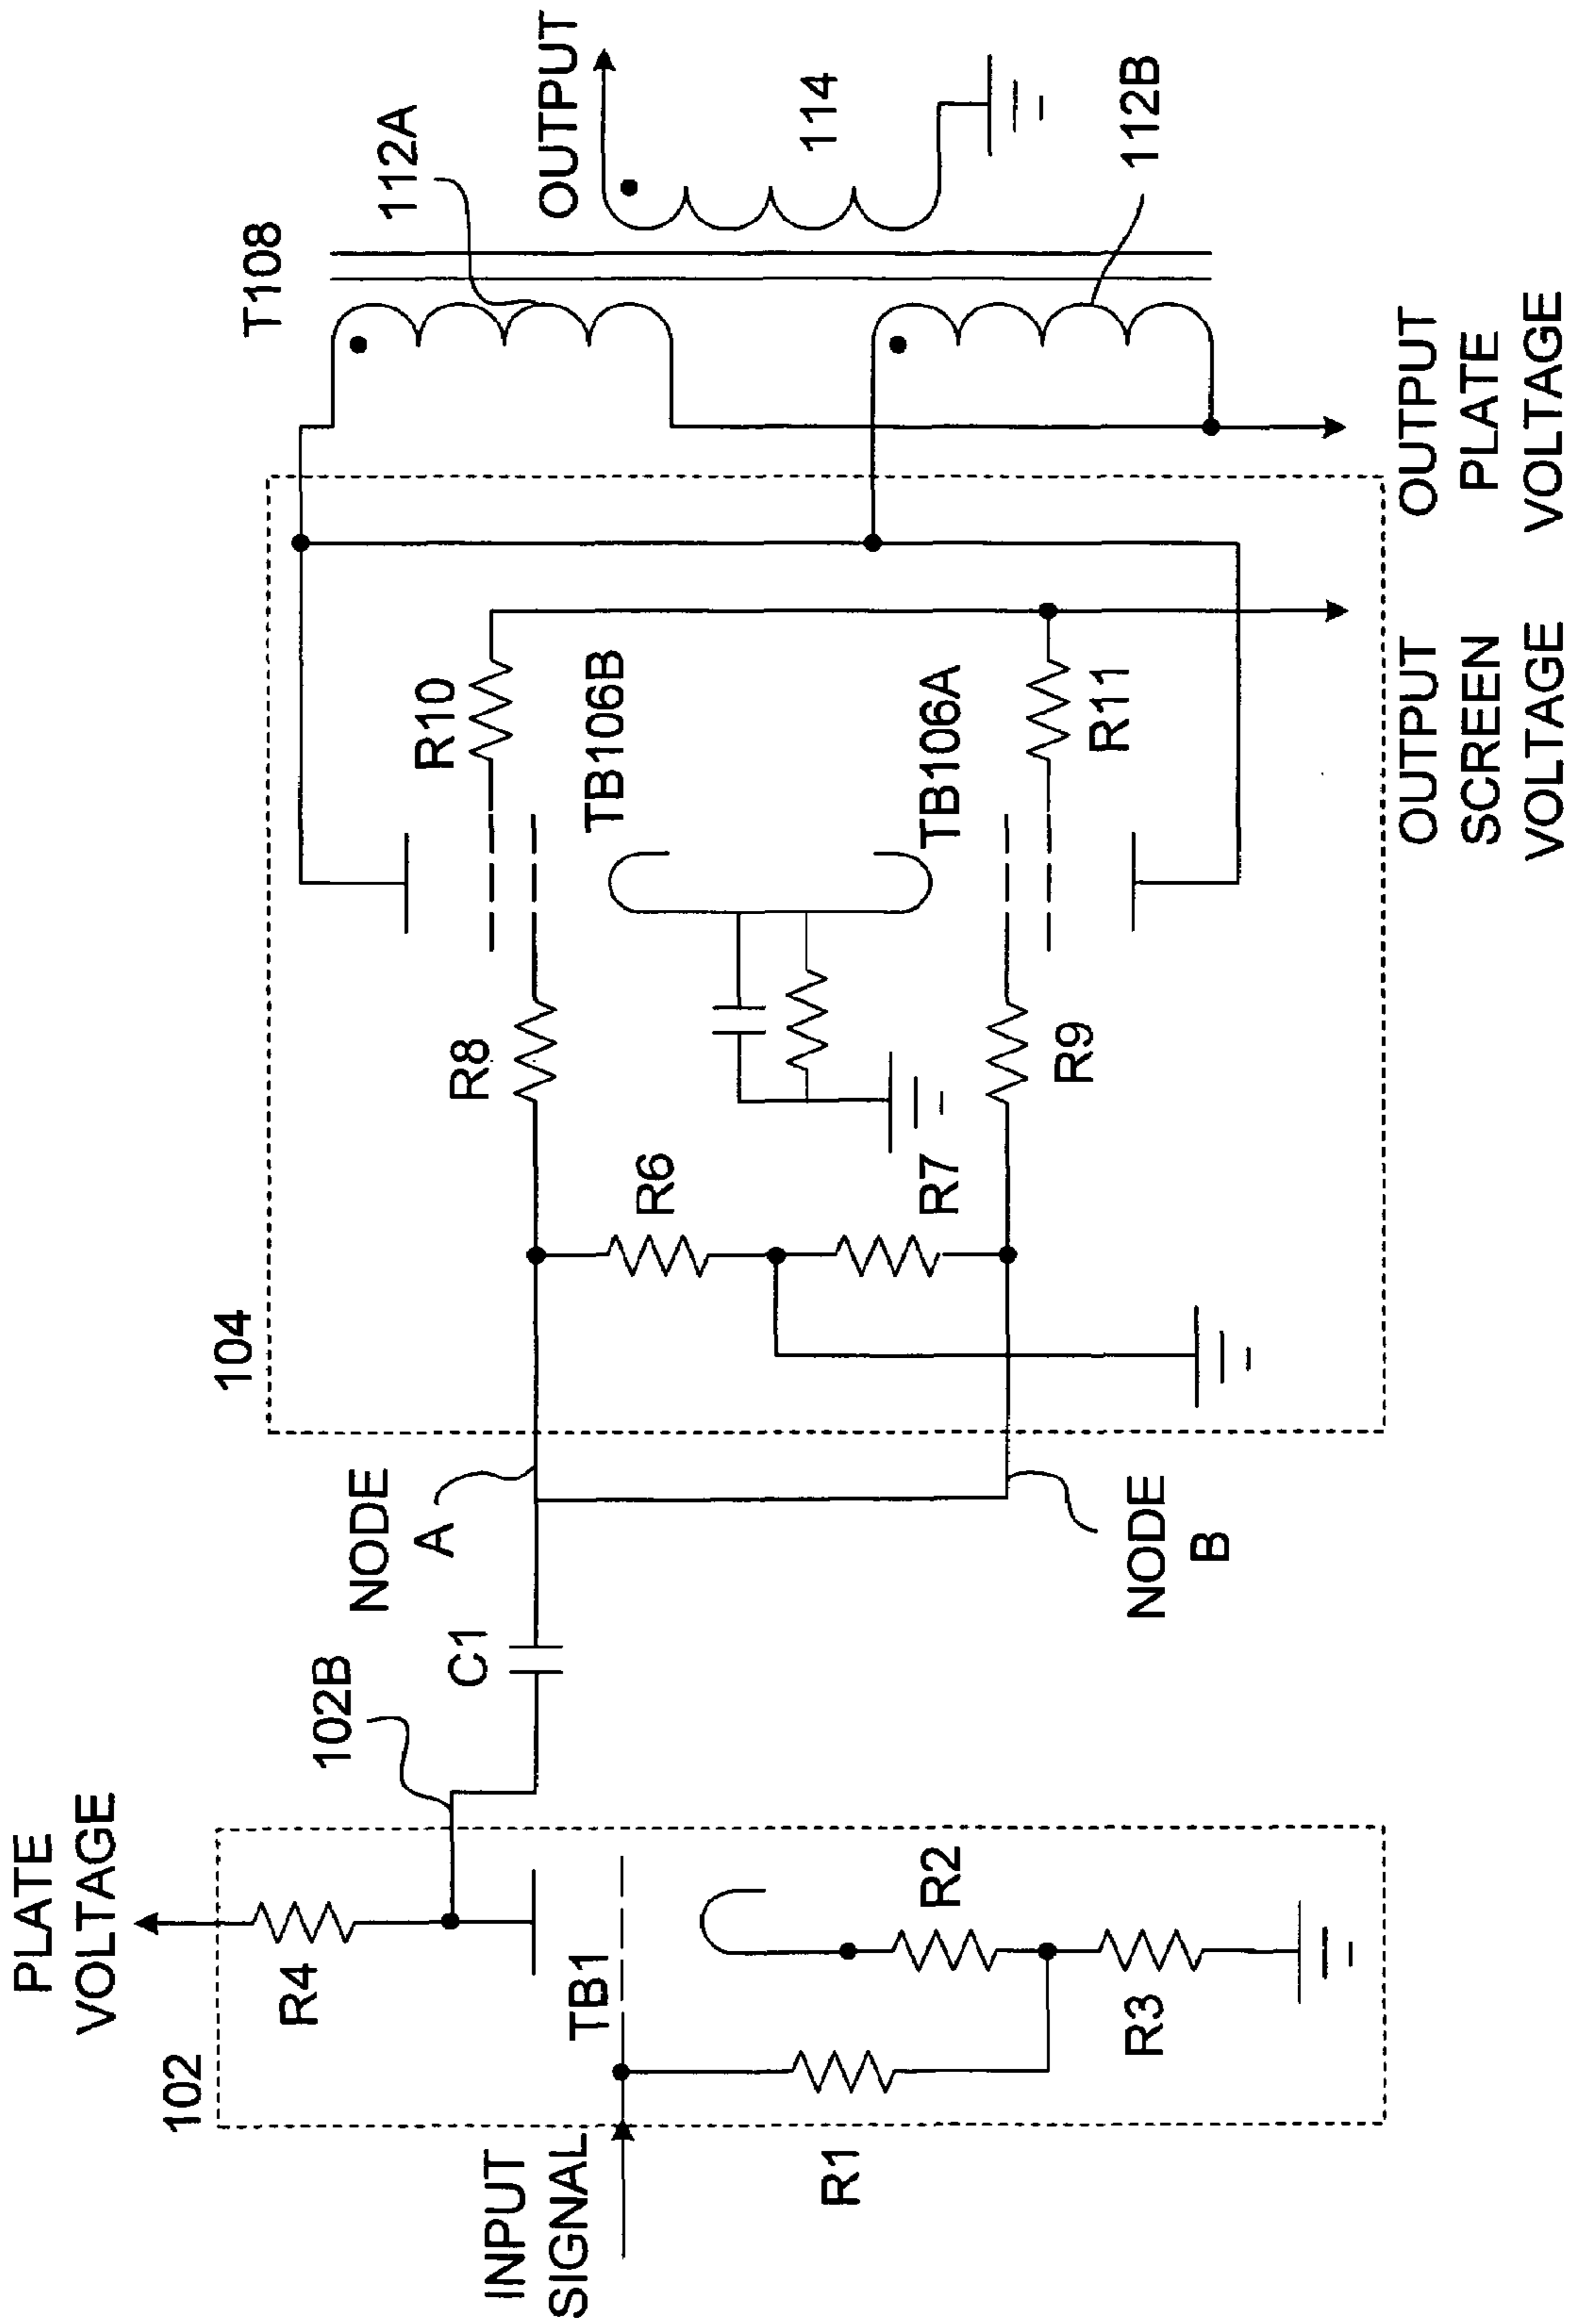 PLATE
VOLTAGE
102
R4
102B
INPUT
SIGNAL
TB1
R1
R2
R3
C1
NODE
A
NODE
B
104
R8
R6
R7
R9
R10
TB106B
TB106A
R11
T108
112A
OUTPUT
114
112B
OUTPUT
SCREEN
VOLTAGE
OUTPUT
PLATE
VOLTAGE